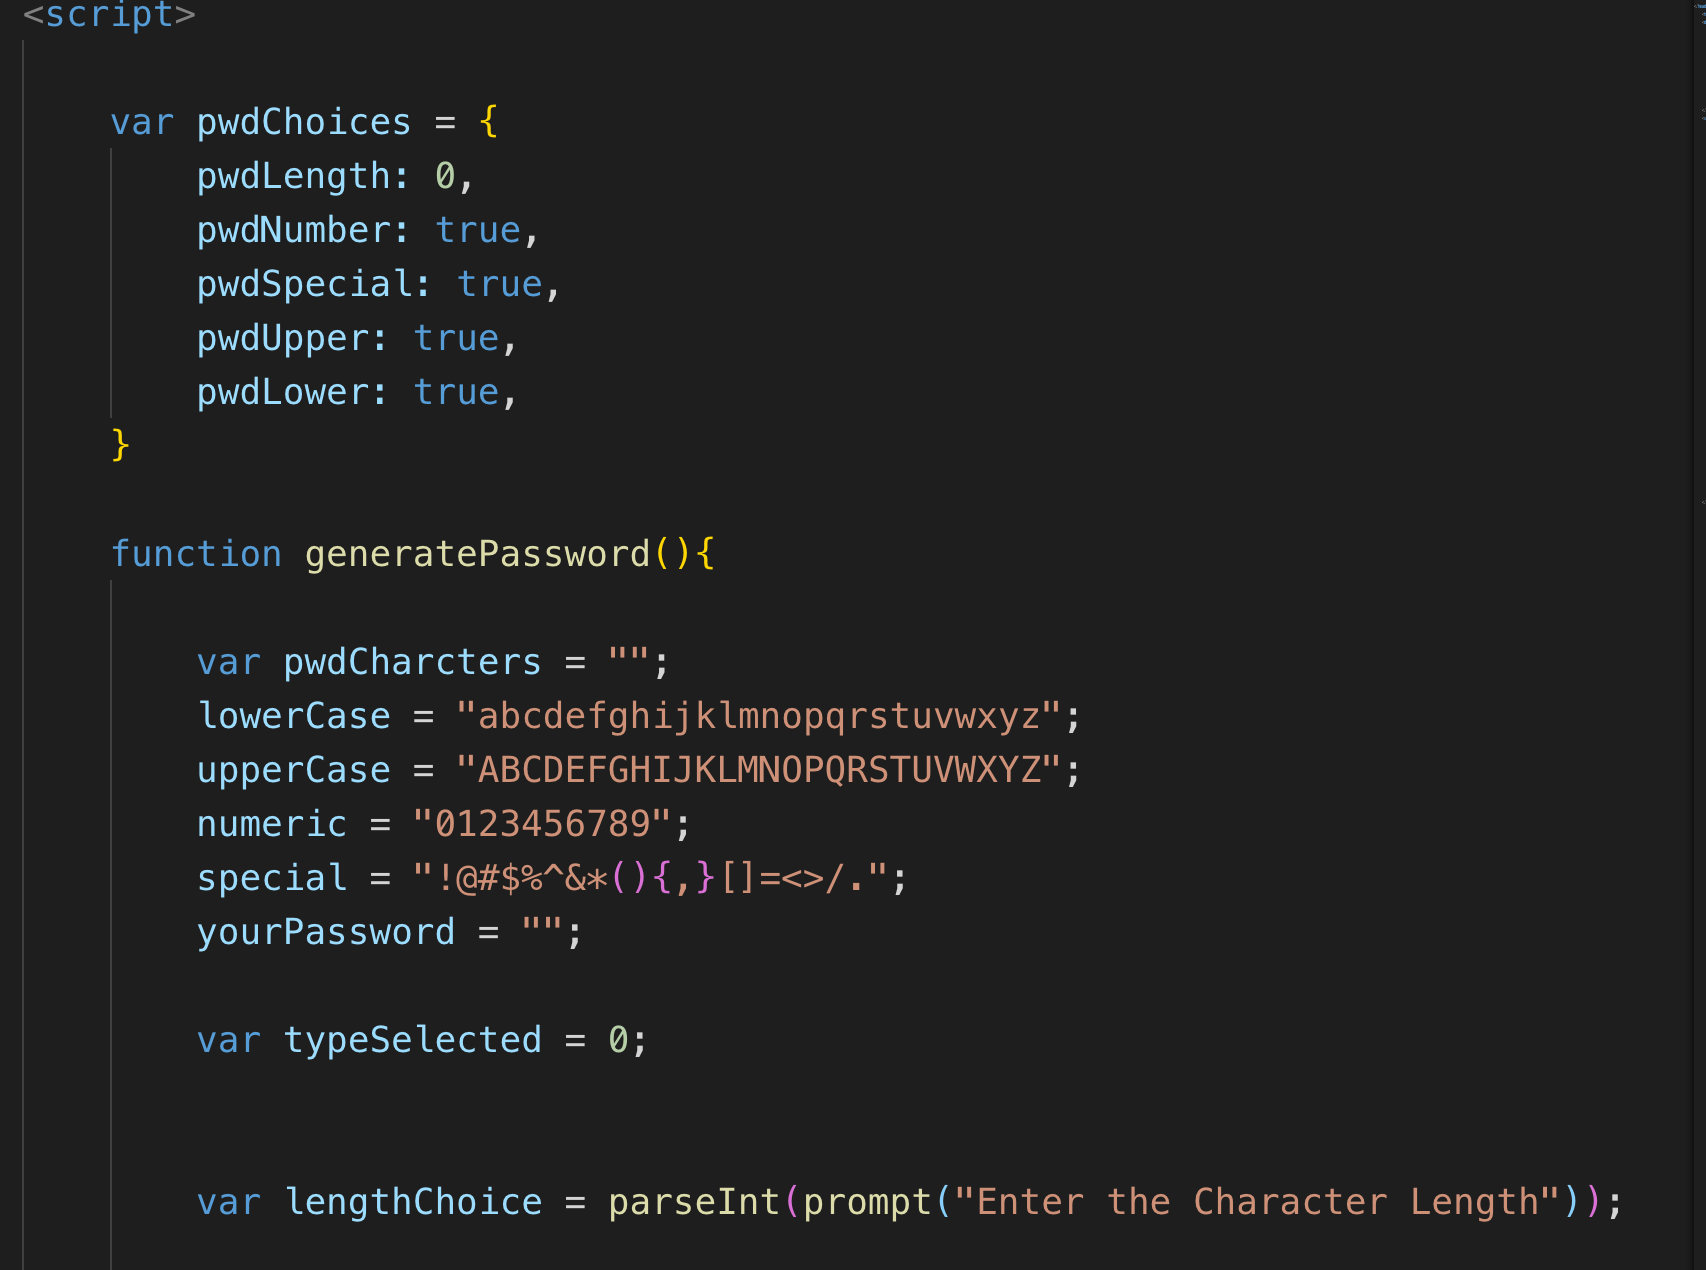 <script>
var pwdChoices = {
pwdLength: 0,
pwdNumber: true,
pwdSpecial: true,
pwdUpper: true,
pwdLower: true,
}
function generatePassword(){
var pwdCharcters = "";
lowerCase = "abcdefghijklmnopqrstuvwxyz";
upperCase = "ABCDEFGHIJKLMNOPQRSTUVWXYZ";
numeric = "0123456789";
special = "!@#$%^&*(){,}[]=<>/.";
yourPassword = "";
var typeSelected = 0;
var lengthChoice = parseInt(prompt("Enter the Character Length"));